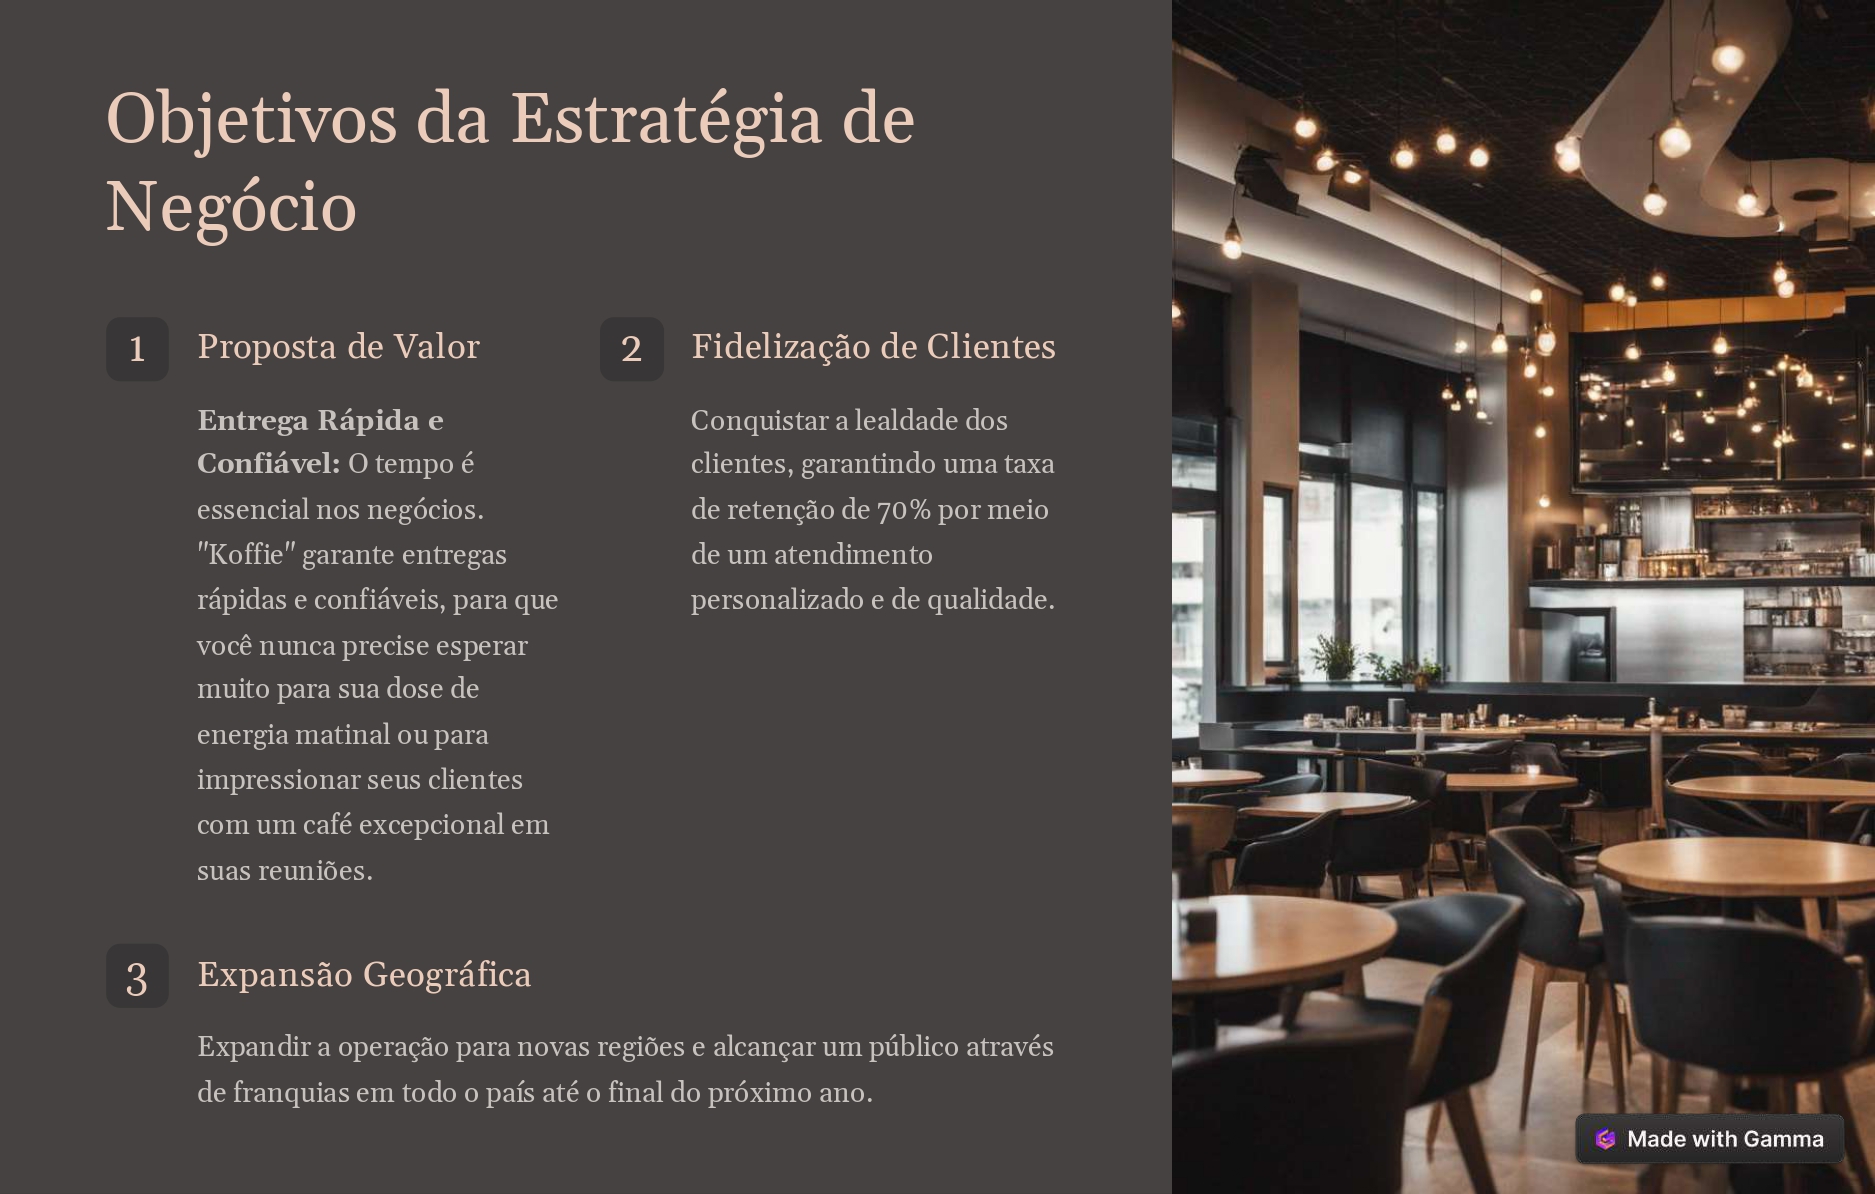 Objetivos da Estratégia de
Negócio
1
Proposta de Valor
Entrega Rápida e
Confiável: O tempo é
essencial nos negócios.
"Koffie" garante entregas
rápidas e confiáveis, para que
você nunca precise esperar
muito para sua dose de
energia matinal ou para
impressionar seus clientes
com um café excepcional em
suas reuniões.
2
Fidelização de Clientes
Conquistar a lealdade dos
clientes, garantindo uma taxa
de retenção de 70% por meio
de um atendimento
personalizado e de qualidade.
3
Expansão Geográfica
Expandir a operação para novas regiões e alcançar um público através
de franquias em todo o país até o final do próximo ano.
Made with Gamma